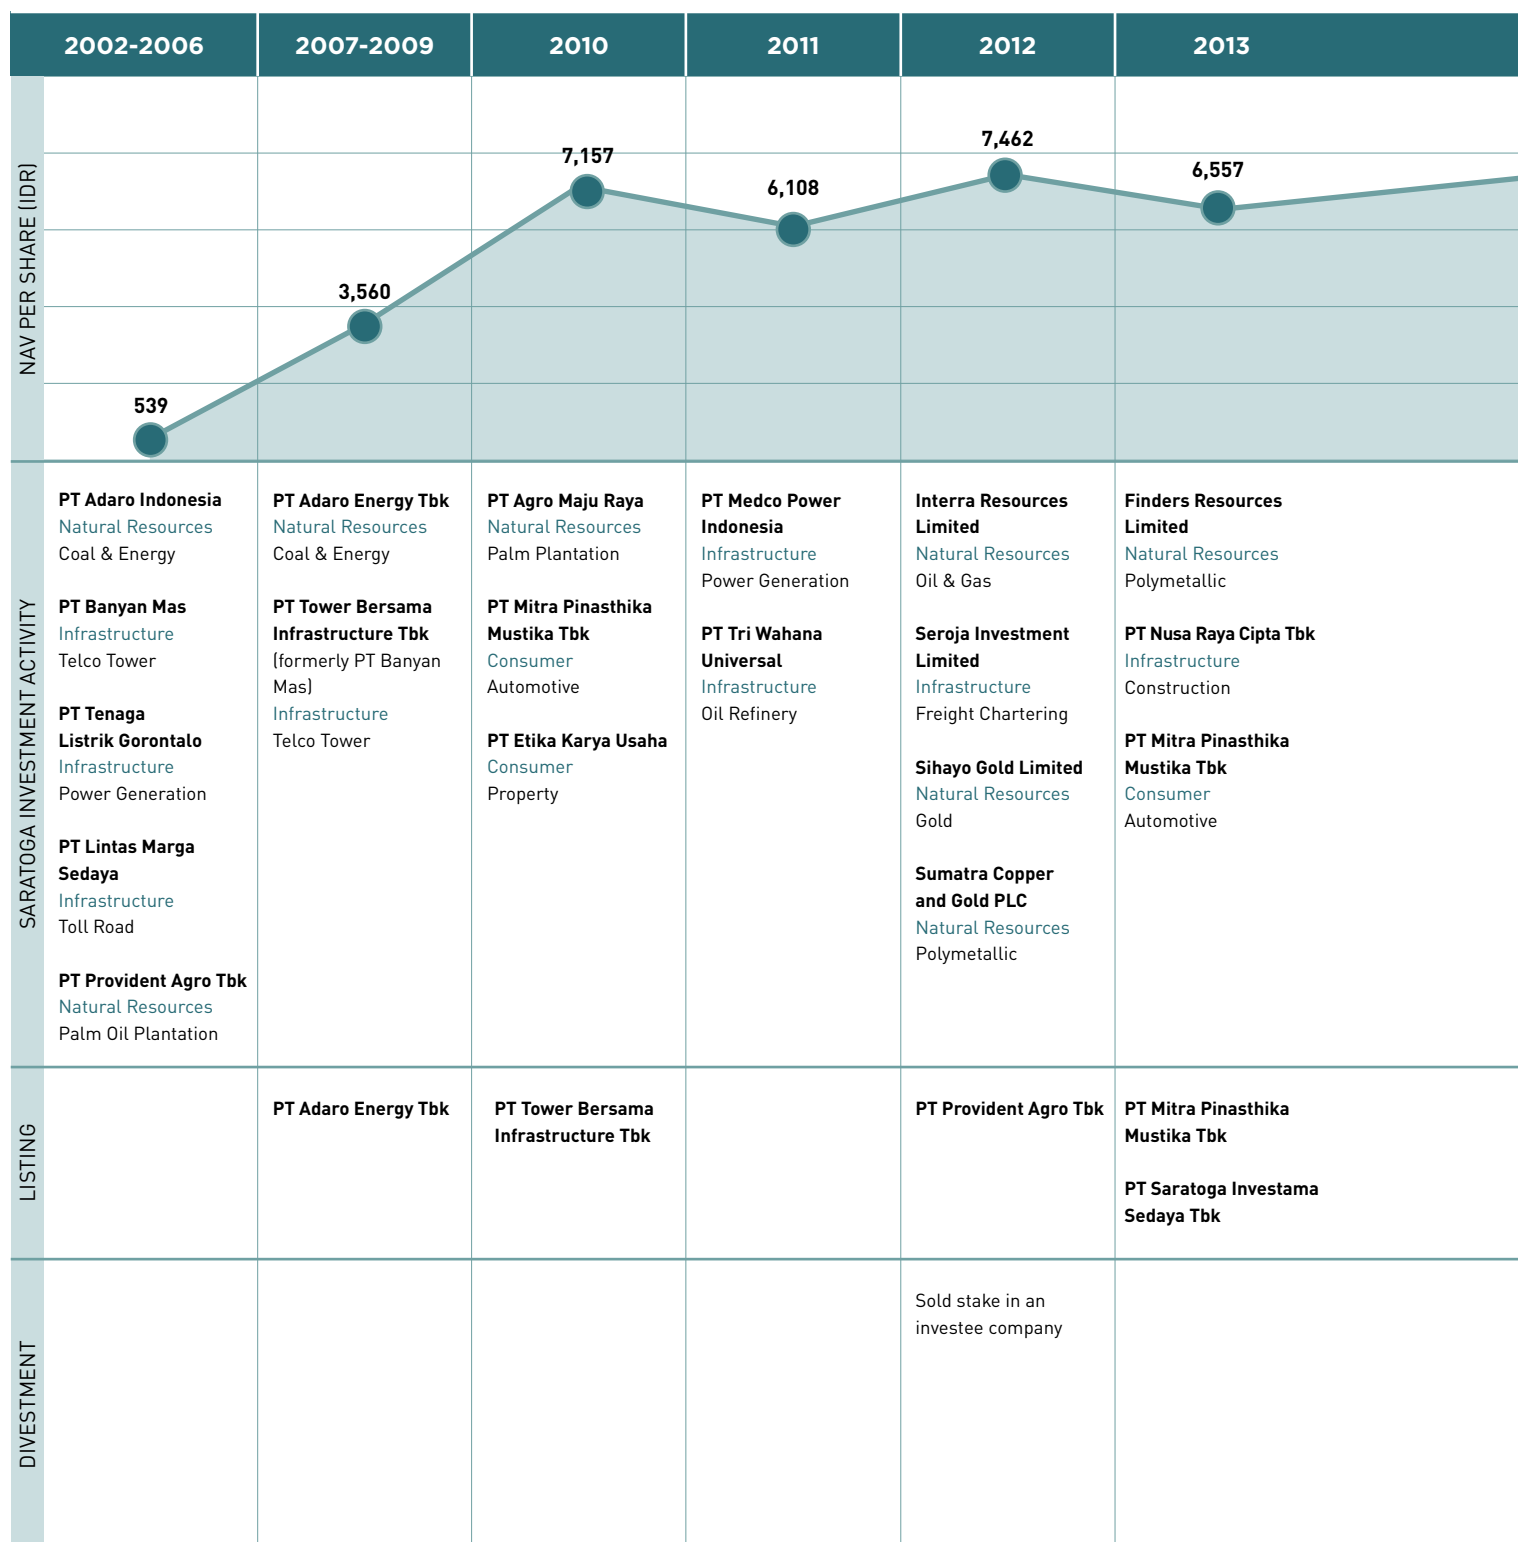 2002-2006
2007-2009
2010
2011
2012
2013
NAV PER SHARE (IDR)
539
3,560
7,157
6,108
7,462
6,557
SARATOGA INVESTMENT ACTIVITY
PT Adaro Indonesia
Natural Resources
Coal & Energy
PT Banyan Mas
Infrastructure
Telco Tower
PT Tenaga
Listrik Gorontalo
Infrastructure
Power Generation
PT Lintas Marga
Sedaya
Infrastructure
Toll Road
PT Provident Agro Tbk
Natural Resources
Palm Oil Plantation
PT Adaro Energy Tbk
Natural Resources
Coal & Energy
PT Tower Bersama
Infrastructure Tbk
(formerly PT Banyan
Mas)
Infrastructure
Telco Tower
PT Agro Maju Raya
Natural Resources
Palm Plantation
PT Mitra Pinasthika
Mustika Tbk
Consumer
Automotive
PT Etika Karya Usaha
Consumer
Property
PT Medco Power
Indonesia
Infrastructure
Power Generation
PT Tri Wahana
Universal
Infrastructure
Oil Refinery
Interra Resources
Limited
Natural Resources
Oil & Gas
Seroja Investment
Limited
Infrastructure
Freight Chartering
Sihayo Gold Limited
Natural Resources
Gold
Sumatra Copper
and Gold PLC
Natural Resources
Polymetallic
Finders Resources
Limited
Natural Resources
Polymetallic
PT Nusa Raya Cipta Tbk
Infrastructure
Construction
PT Mitra Pinasthika
Mustika Tbk
Consumer
Automotive
LISTING
PT Adaro Energy Tbk
PT Tower Bersama
Infrastructure Tbk
PT Provident Agro Tbk
PT Mitra Pinasthika
Mustika Tbk
PT Saratoga Investama
Sedaya Tbk
DIVESTMENT
Sold stake in an
investee company